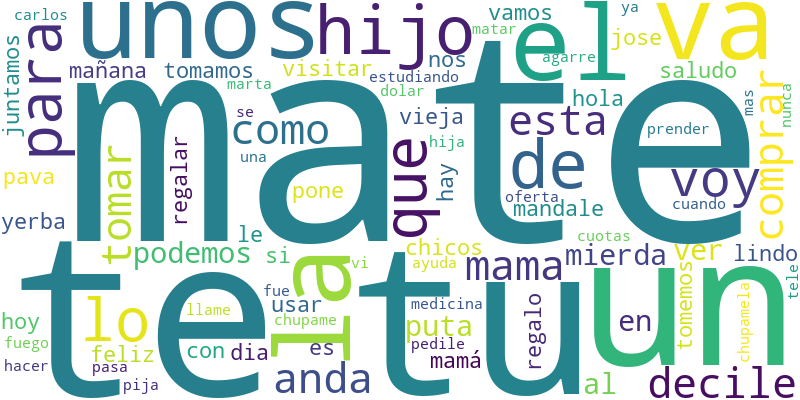 carlos
unos
hijo
vamos
matar
ya
va
para
juntamos
mañana
tomamos
visitar
nos
estudiando
el
agarre
jose
saludo
marta
dolar
mate
hola
comprar
nunca
como
vieja
esta
mas
se
hija
prender
una
tomar
regalar
que
hay
de
voy
pava
pone
oferta
cuando
yerba
mandale
le
podemos
si
la
vi
chicos
ayuda
mama
cuotas
mierda
ver
lindo
te
tu
un
tomemos
tele
lo
hoy
fuego
hacer
feliz
pasa
pija
con
dia
llame
fue
usar
chupame
es
anda
medicina
puta
pedile
mamá
regalo
en
al
decile
chupamela